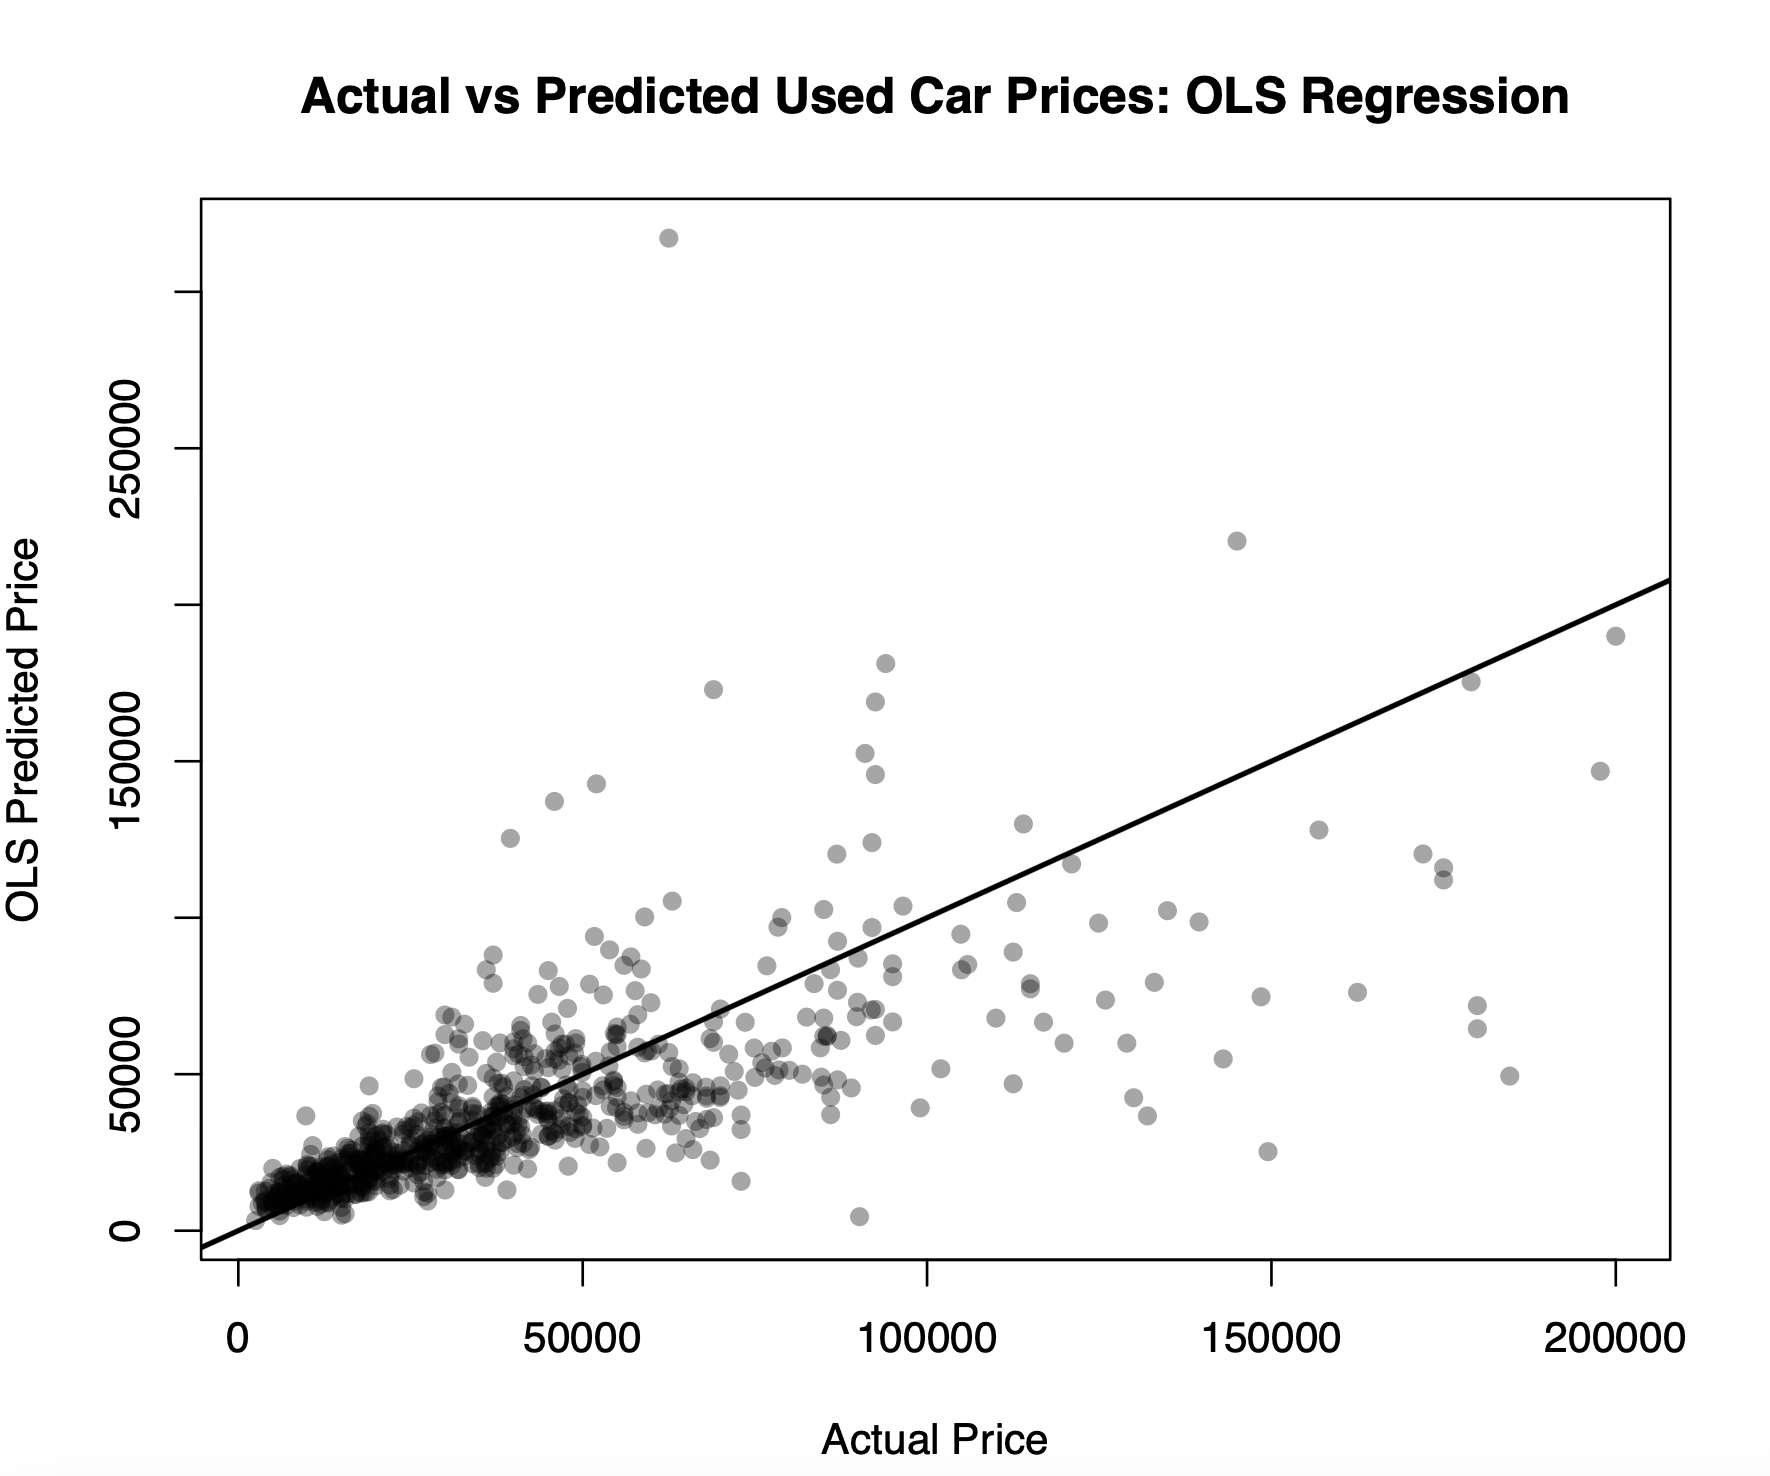 Actual vs Predicted Used Car Prices: OLS Regression
OLS Predicted Price
250000
150000
50000
0
0 50000 100000 150000 200000
Actual Price